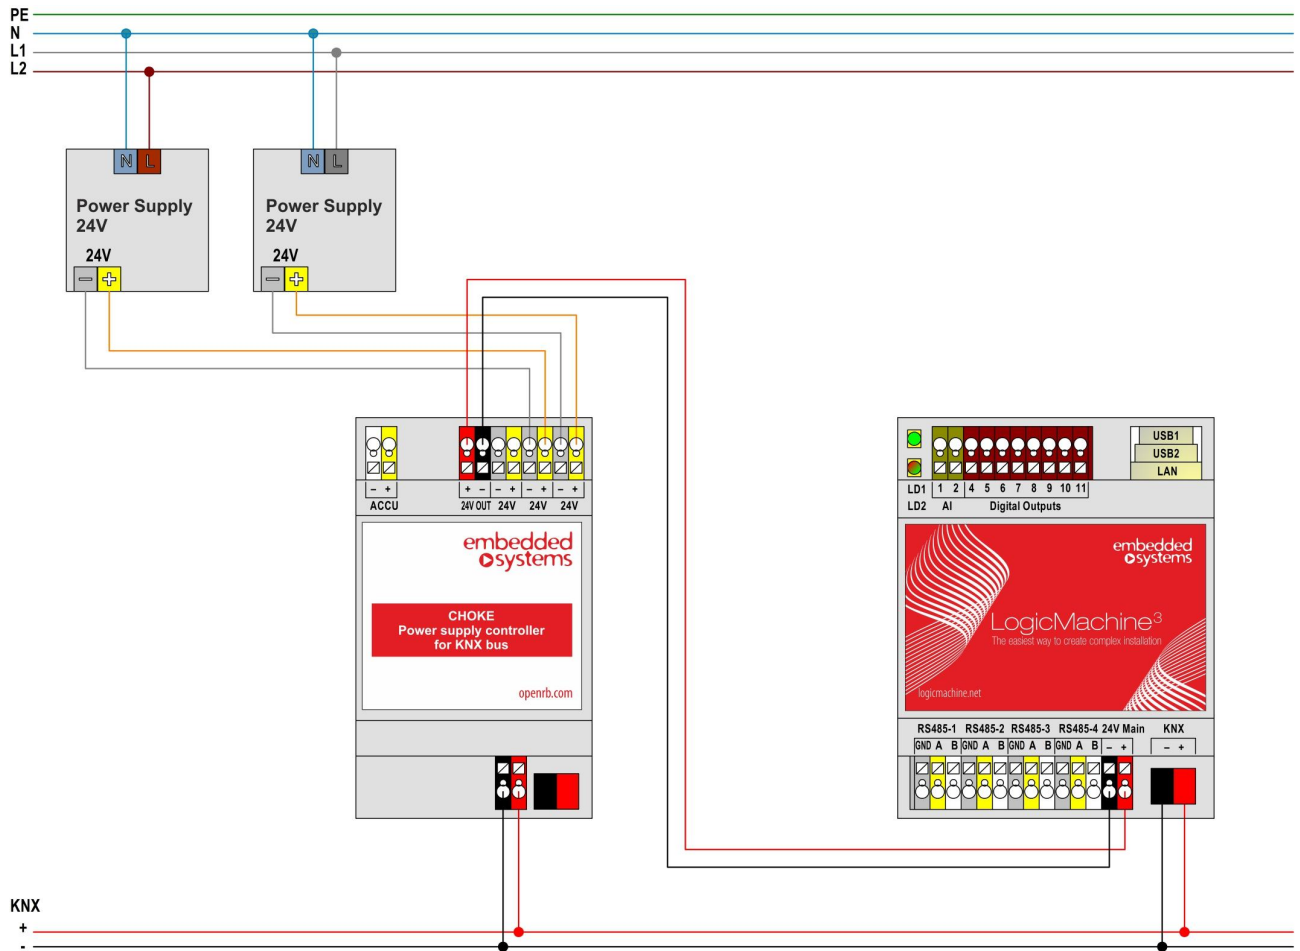 PE
N
L1
L2
N L
N L
Power Supply
24V
Power Supply
24V
24V
24V
− +
− +
− +
ACCU
+ − − + − + − +
24V OUT 24V 24V 24V
embedded
systems
CHOKE
Power supply controller
for KNX bus
openrb.com
USB1
USB2
LAN
LD1 1 2 4 5 6 7 8 9 10 11
LD2 AI Digital Outputs
embedded
systems
LogicMachine³
The easiest way to create complex installation
logicmachine.net
RS485-1 RS485-2 RS485-3 RS485-4 24V Main KNX
GND A B GND A B GND A B GND A B − + − +
KNX
+
-